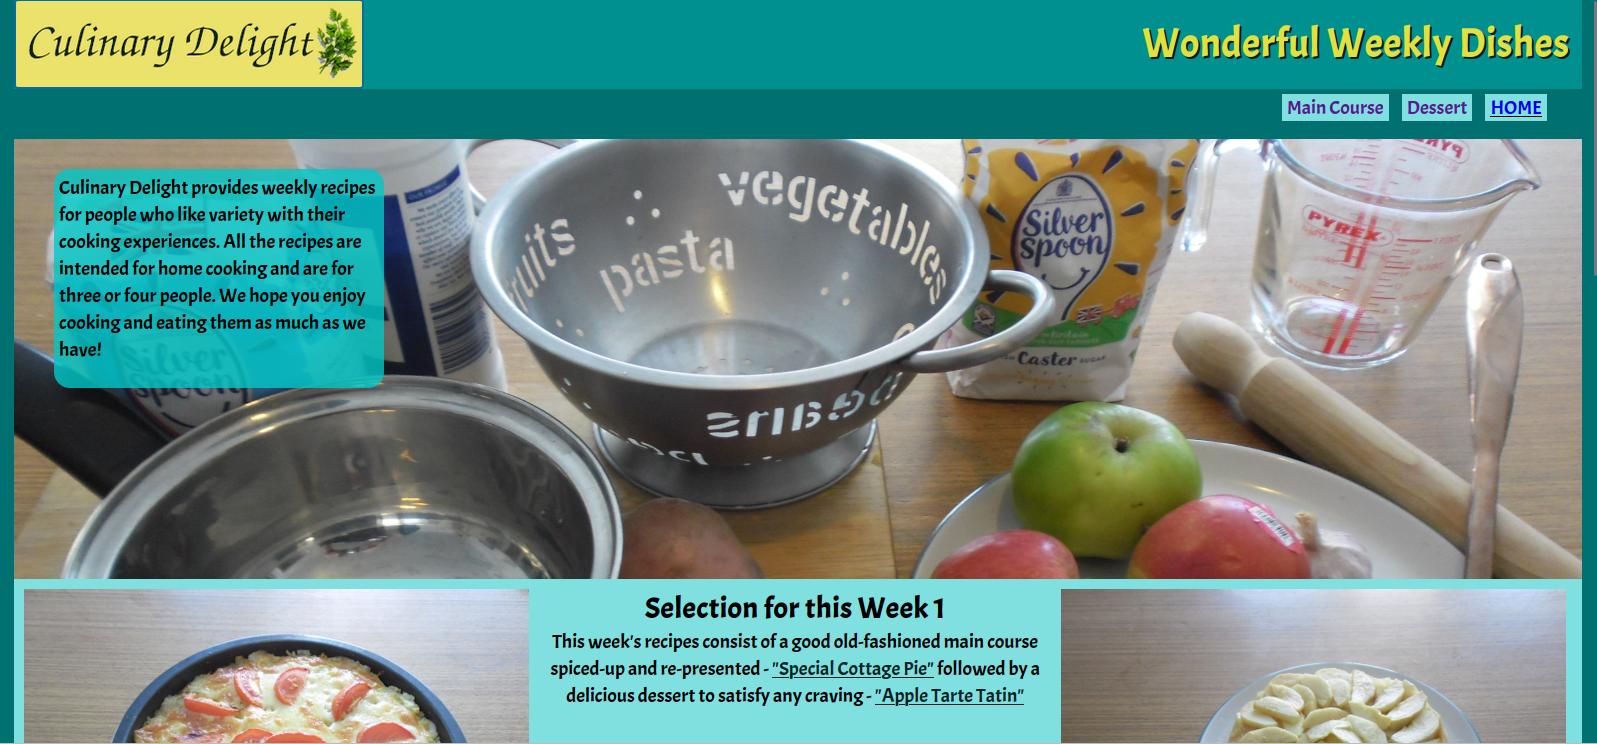 Culinary Delight
Wonderful Weekly Dishes
Main Course
Dessert
HOME
Culinary Delight provides weekly recipes
for people who like variety with their
cooking experiences. All the recipes are
intended for home cooking and are for
three or four people. We hope you enjoy
cooking and eating them as much as we
have!
fruits
pasta
vegetables
Silver
spoon
Caster SUGAR
PYREX
Silver
spoon
Selection for this Week 1
This week's recipes consist of a good old-fashioned main course
spiced-up and re-presented - "Special Cottage Pie" followed by a
delicious dessert to satisfy any craving - "Apple Tarte Tatin"